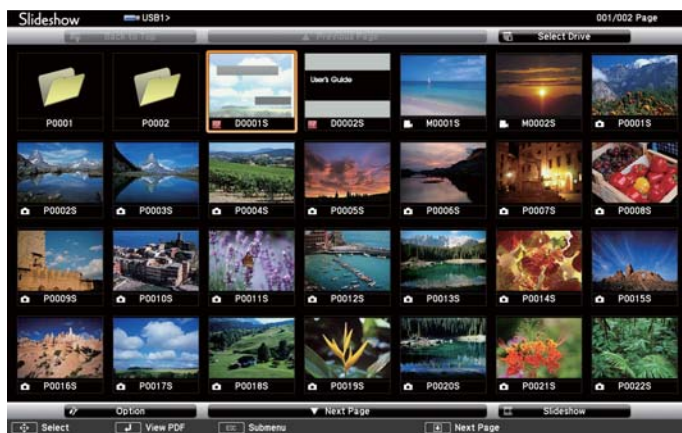 Slideshow USB1> 001/002 Page
Back to Top Previous Page Select Drive
User's Guide
P0001 P0002 D0001S D0002S M0001S M0002S P0001S
P0002S P0003S P0004S P0005S P0006S P0007S P0008S
P0009S P0010S P0011S P0012S P0013S P0014S P0015S
P0016S P0017S P0018S P0019S P0020S P0021S P0022S
Option Next Page Slideshow
Select View PDF ESC Submenu Next Page